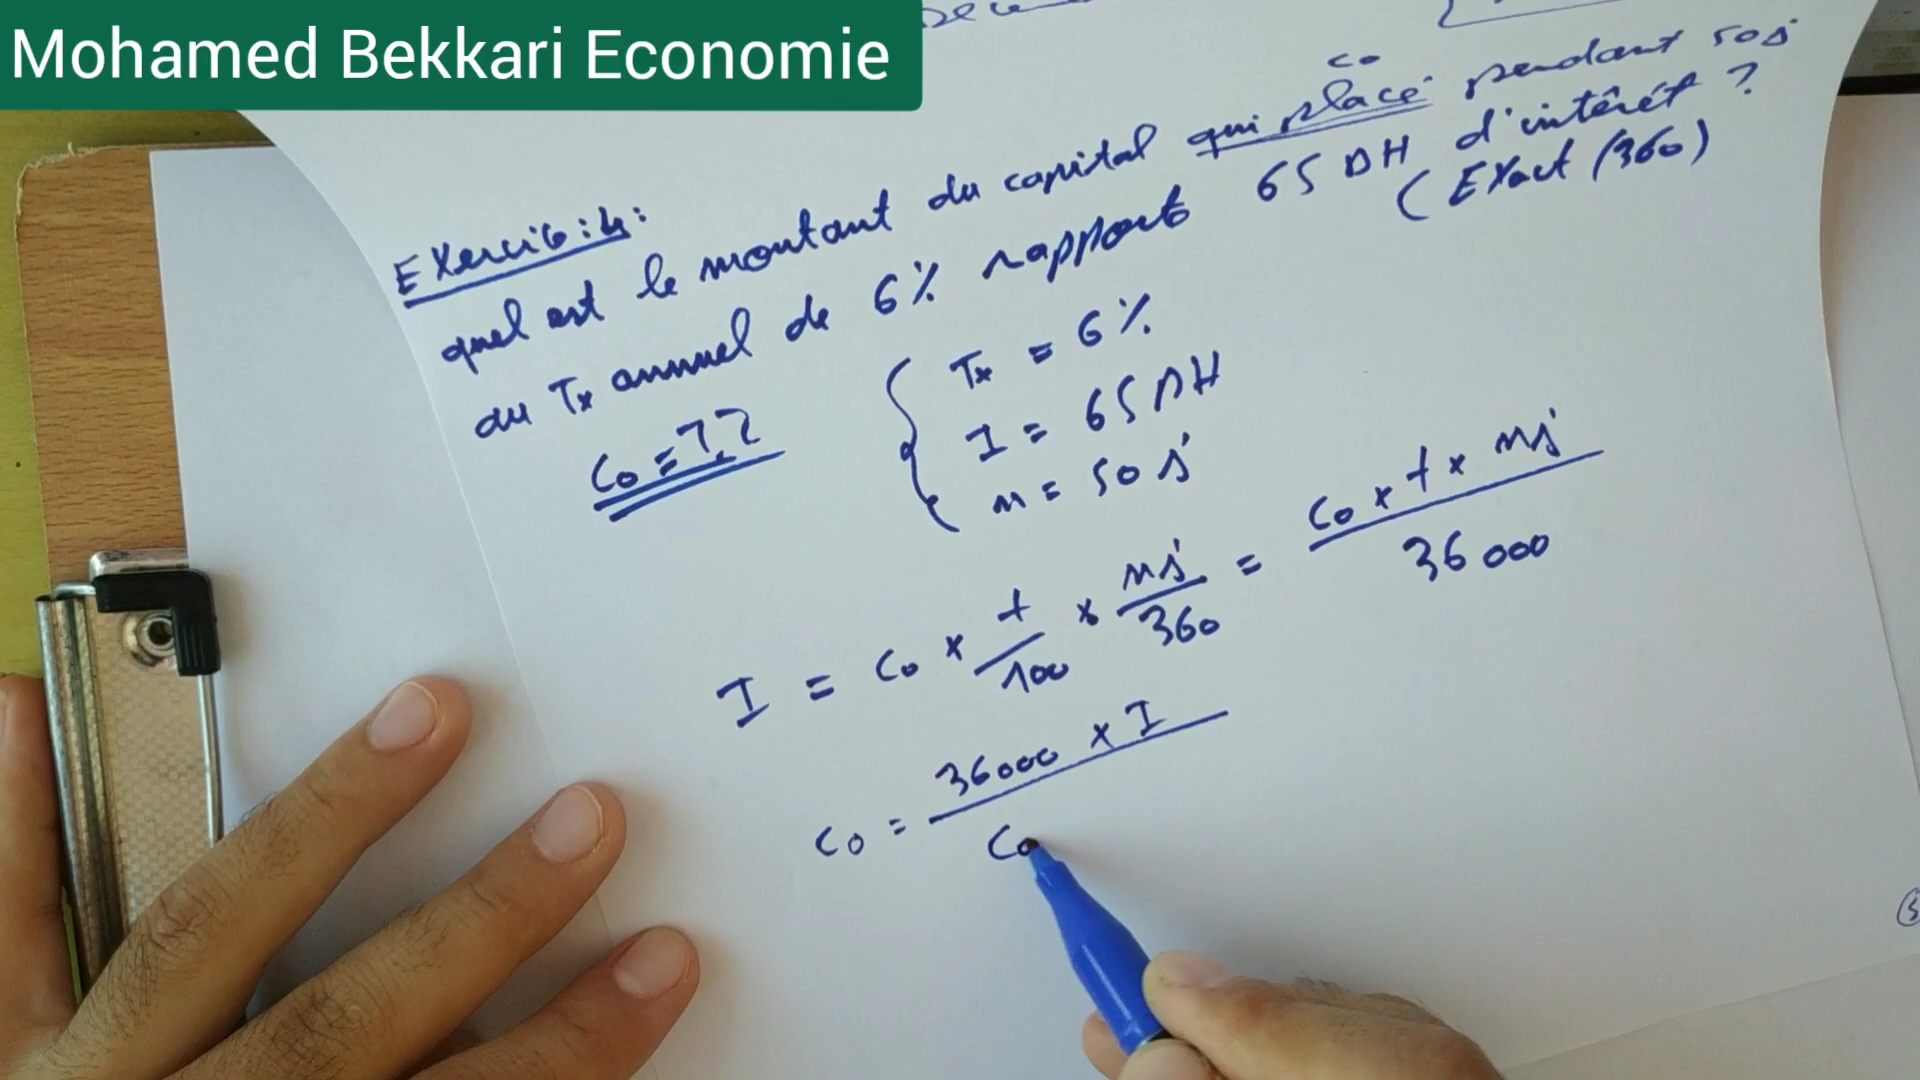 Mohamed Bekkari Economie
Exercice : 4 :
c0
quel est le montant du capital qui placé pendant 50j
au Tx annuel de 6% rapporte 65 DH d'intérêt ?
(Exact (360)
C0 = ??
Tx = 6%
I = 65 DH
n = 50 j
I = C0 × t/100 × nj/360 = C0 × t × nj / 36000
C0 = 36000 × I / C0